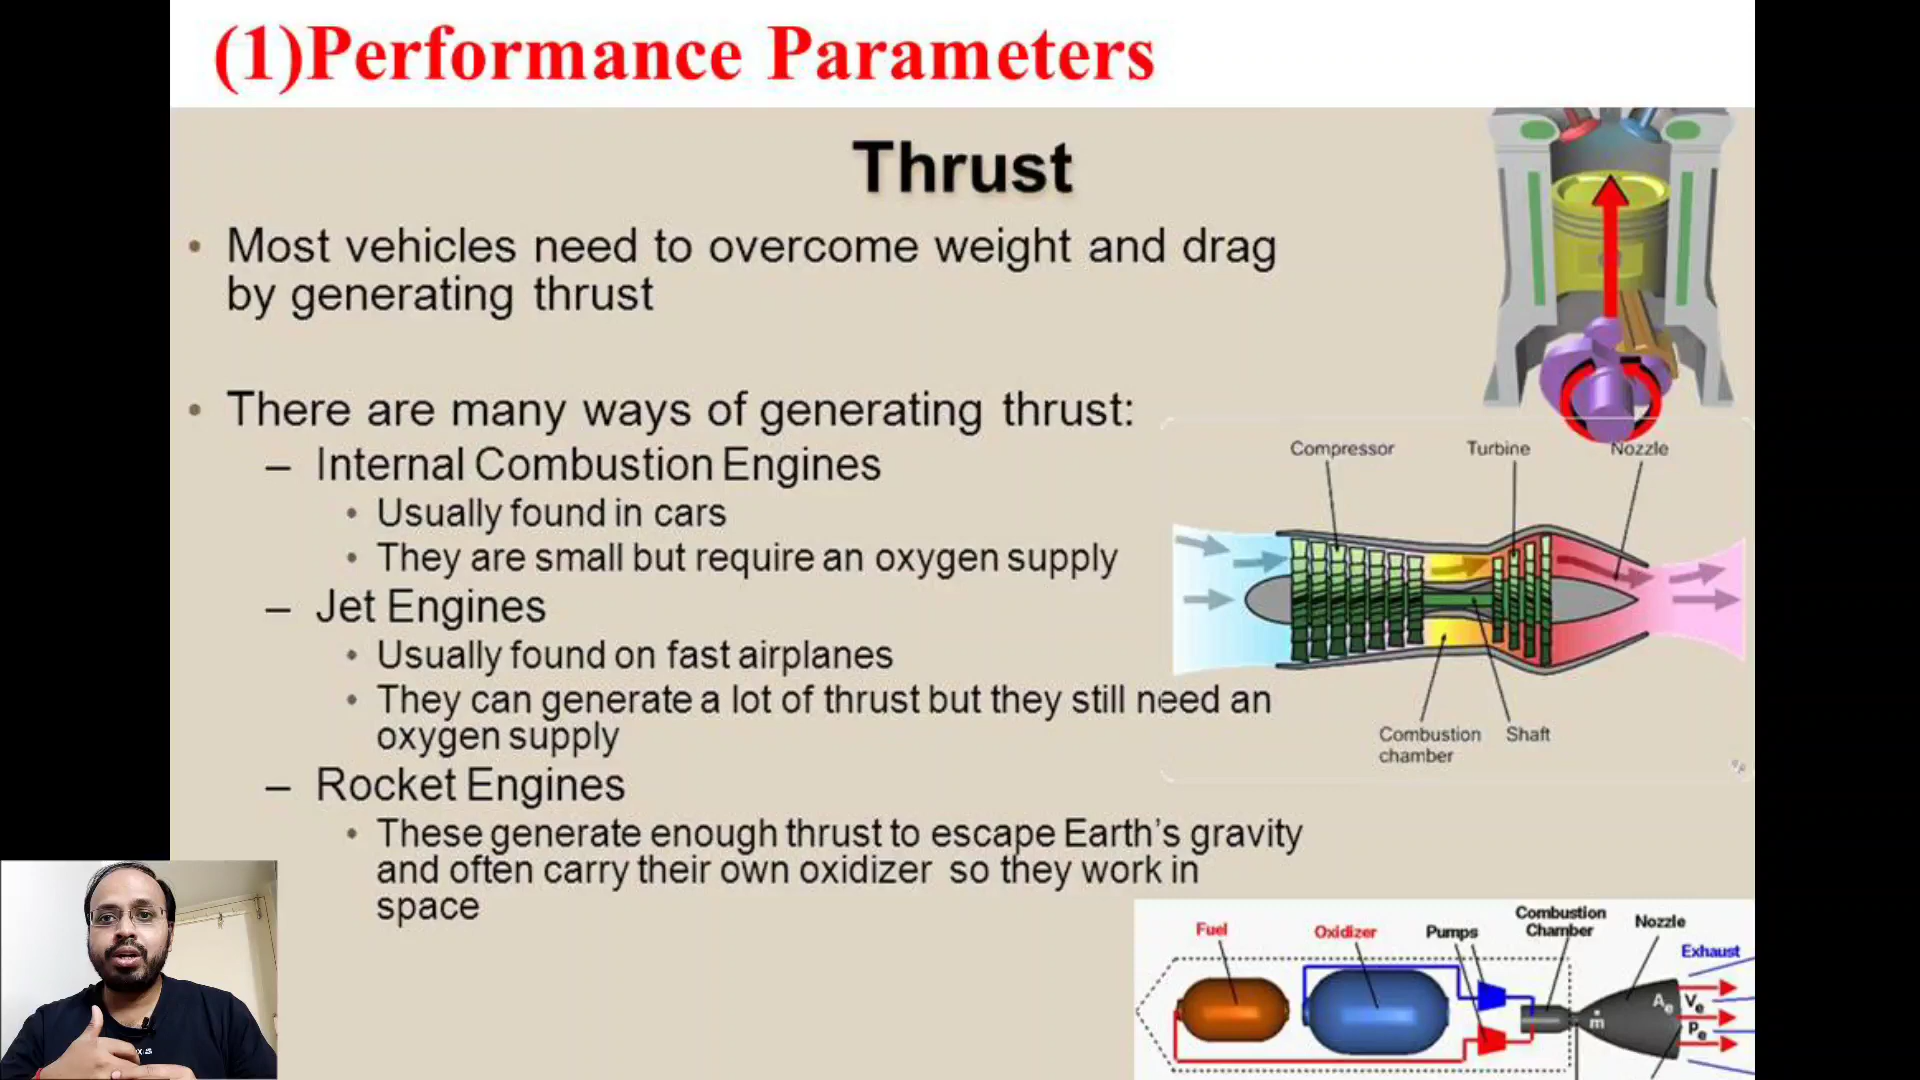 (1)Performance Parameters
Thrust
• Most vehicles need to overcome weight and drag
by generating thrust
• There are many ways of generating thrust:
– Internal Combustion Engines
• Usually found in cars
• They are small but require an oxygen supply
– Jet Engines
• Usually found on fast airplanes
• They can generate a lot of thrust but they still need an
oxygen supply
– Rocket Engines
• These generate enough thrust to escape Earth's gravity
and often carry their own oxidizer so they work in
space
Compressor
Turbine
Nozzle
Combustion
chamber
Shaft
Fuel
Oxidizer
Pumps
Combustion
Chamber
Nozzle
Exhaust
ṁ
Ae
Ve
pe